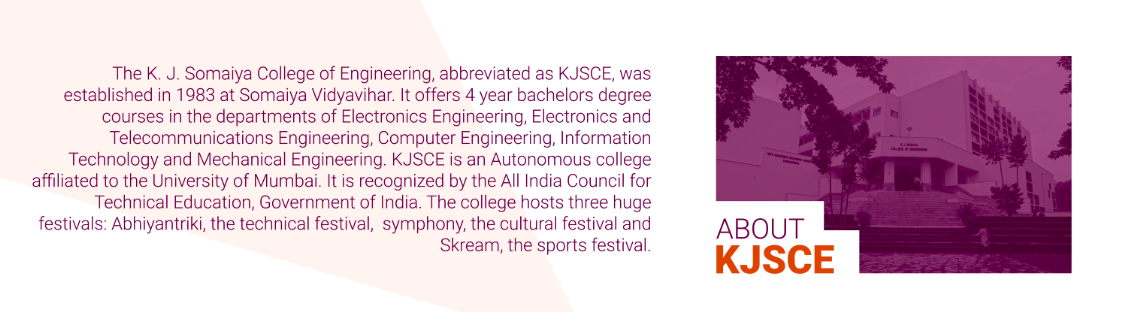 The K. J. Somaiya College of Engineering, abbreviated as KJSCE, was
established in 1983 at Somaiya Vidyavihar. It offers 4 year bachelors degree
courses in the departments of Electronics Engineering, Electronics and
Telecommunications Engineering, Computer Engineering, Information
Technology and Mechanical Engineering. KJSCE is an Autonomous college
affiliated to the University of Mumbai. It is recognized by the All India Council for
Technical Education, Government of India. The college hosts three huge
festivals: Abhiyantriki, the technical festival,  symphony, the cultural festival and
Skream, the sports festival.
ABOUT
KJSCE